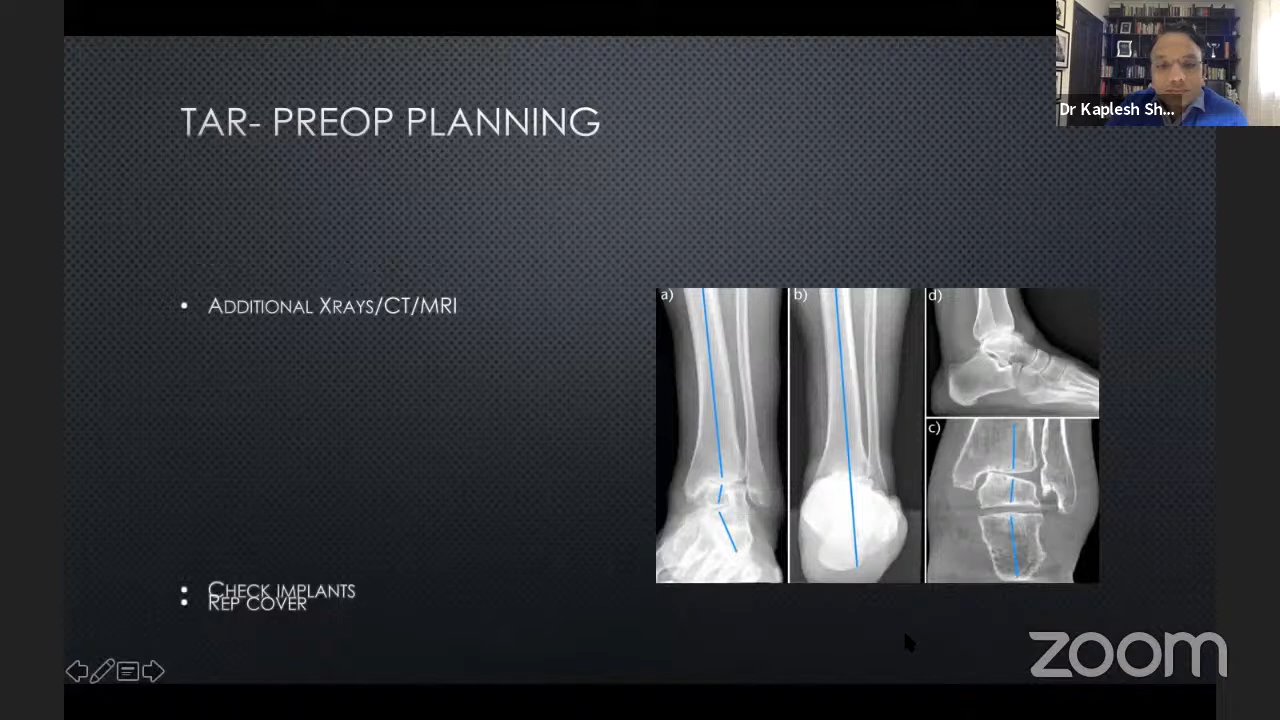 Dr Kaplesh Sh...
TAR- PREOP PLANNING
• ADDITIONAL XRAYS/CT/MRI
a)
b)
d)
c)
• CHECK IMPLANTS
• REP COVER
zoom